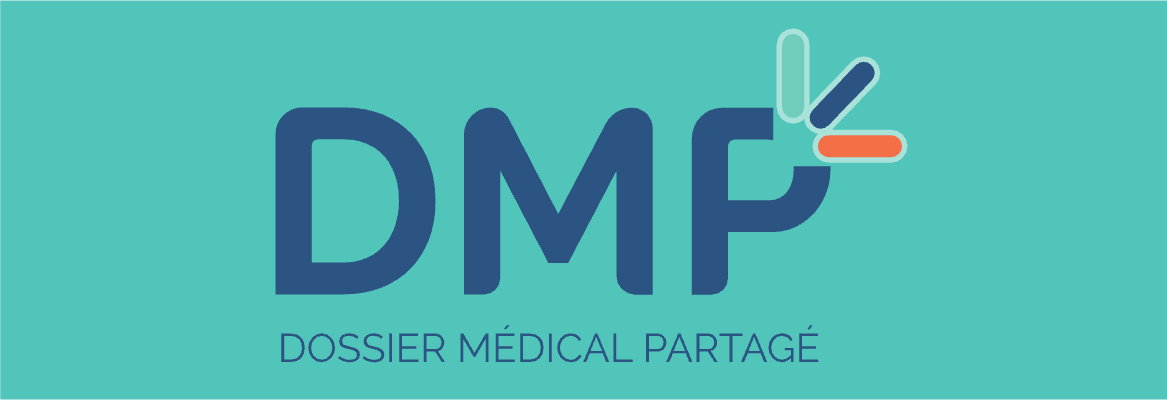 DMP
DOSSIER MÉDICAL PARTAGÉ